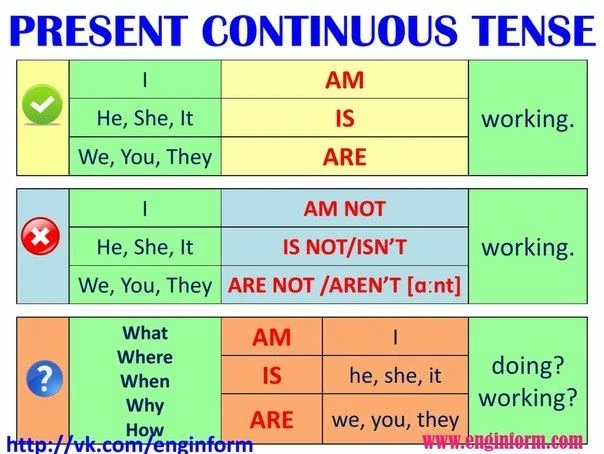 PRESENT CONTINUOUS TENSE
I AM
He, She, It IS working.
We, You, They ARE
I AM NOT
He, She, It IS NOT/ISN'T working.
We, You, They ARE NOT /AREN'T [ɑːnt]
What
Where
When
Why
How
AM I
IS he, she, it
ARE we, you, they
doing?
working?
http://vk.com/enginform
www.enginform.com